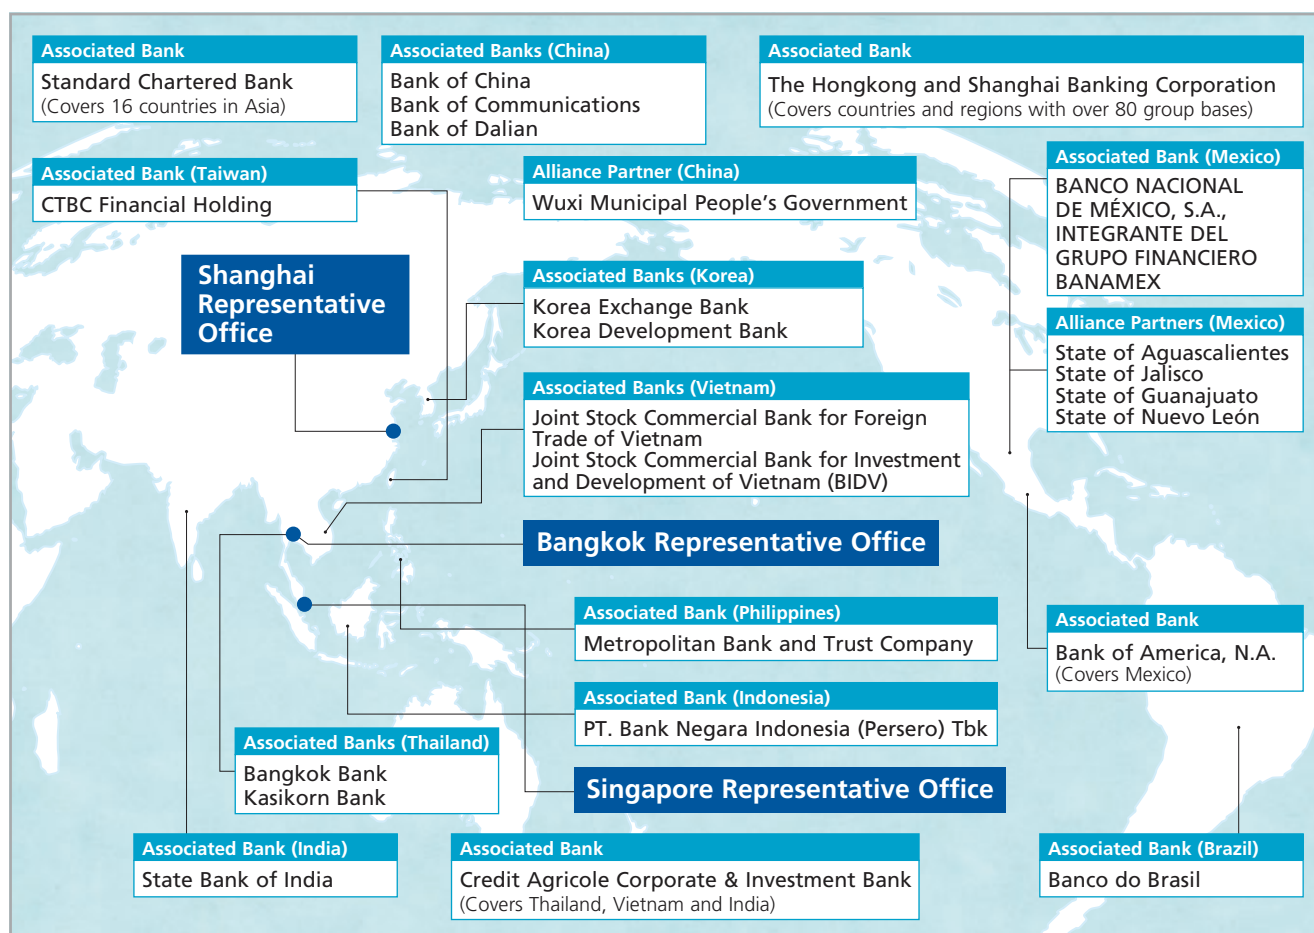 Associated Bank
Standard Chartered Bank
(Covers 16 countries in Asia)
Associated Banks (China)
Bank of China
Bank of Communications
Bank of Dalian
Associated Bank
The Hongkong and Shanghai Banking Corporation
(Covers countries and regions with over 80 group bases)
Associated Bank (Taiwan)
CTBC Financial Holding
Alliance Partner (China)
Wuxi Municipal People's Government
Associated Bank (Mexico)
BANCO NACIONAL
DE MÉXICO, S.A.,
INTEGRANTE DEL
GRUPO FINANCIERO
BANAMEX
Shanghai
Representative
Office
Associated Banks (Korea)
Korea Exchange Bank
Korea Development Bank
Alliance Partners (Mexico)
State of Aguascalientes
State of Jalisco
State of Guanajuato
State of Nuevo León
Associated Banks (Vietnam)
Joint Stock Commercial Bank for Foreign
Trade of Vietnam
Joint Stock Commercial Bank for Investment
and Development of Vietnam (BIDV)
Bangkok Representative Office
Associated Bank (Philippines)
Metropolitan Bank and Trust Company
Associated Bank
Bank of America, N.A.
(Covers Mexico)
Associated Bank (Indonesia)
PT. Bank Negara Indonesia (Persero) Tbk
Associated Banks (Thailand)
Bangkok Bank
Kasikorn Bank
Singapore Representative Office
Associated Bank (India)
State Bank of India
Associated Bank
Credit Agricole Corporate & Investment Bank
(Covers Thailand, Vietnam and India)
Associated Bank (Brazil)
Banco do Brasil